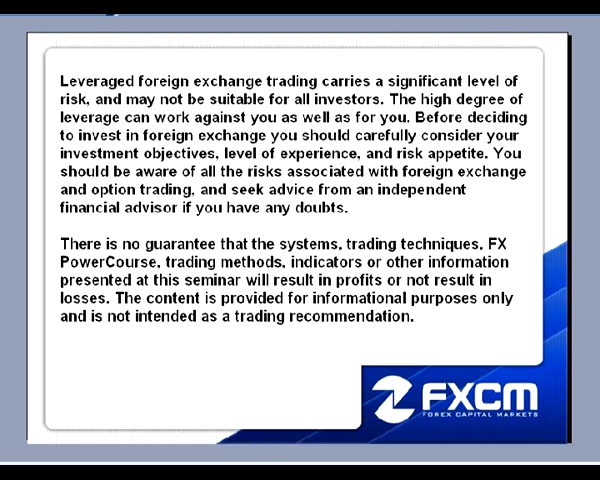 Leveraged foreign exchange trading carries a significant level of
risk, and may not be suitable for all investors. The high degree of
leverage can work against you as well as for you. Before deciding
to invest in foreign exchange you should carefully consider your
investment objectives, level of experience, and risk appetite. You
should be aware of all the risks associated with foreign exchange
and option trading, and seek advice from an independent
financial advisor if you have any doubts.
There is no guarantee that the systems, trading techniques, FX
PowerCourse, trading methods, indicators or other information
presented at this seminar will result in profits or not result in
losses. The content is provided for informational purposes only
and is not intended as a trading recommendation.
FXCM
FOREX CAPITAL MARKETS